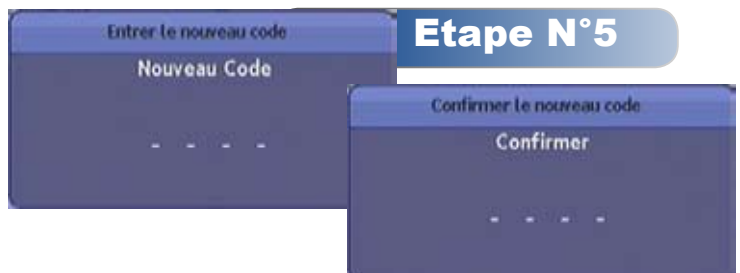 Entrer le nouveau code
Nouveau Code
- - - -
Etape N°5
Confirmer le nouveau code
Confirmer
- - - -